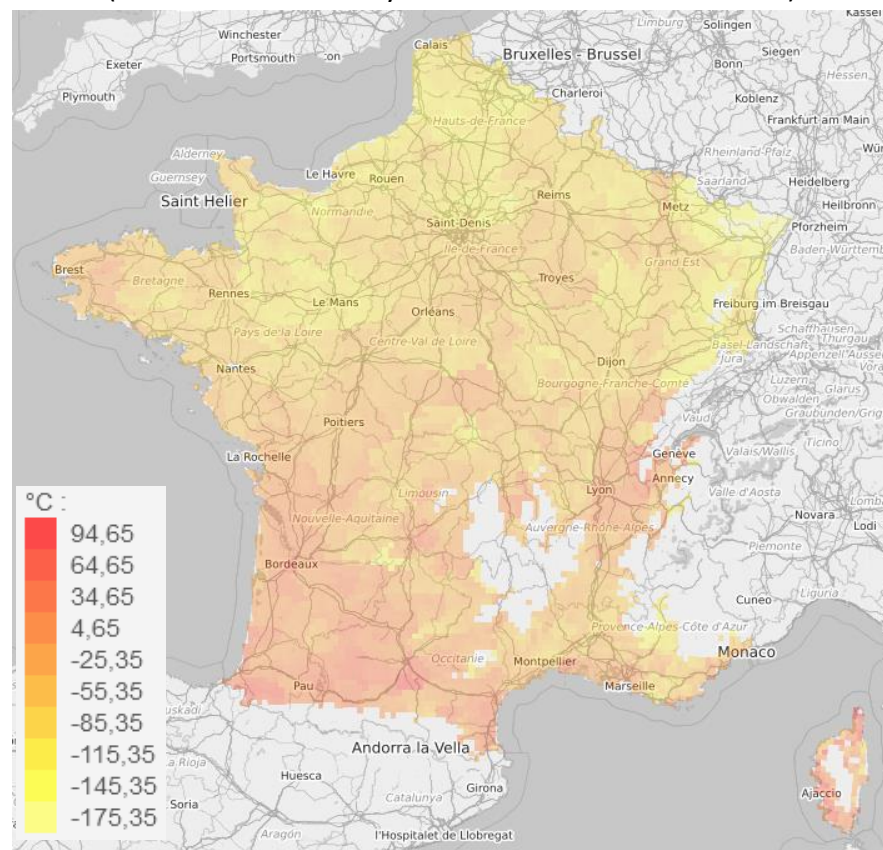 Limburg
Solingen
Kassel
Winchester
Calais
Siegen
Exeter
Portsmouth
Bruxelles - Brussel
Bonn
Hessen
Plymouth
Charleroi
Koblenz
Hauts-de-France
Frankfurt am Main
Alderney
Rheinland-Pfalz
Guernsey
Le Havre
Rouen
Reims
Saarland
Heidelberg
Saint Helier
Normandie
Metz
Heilbronn
Saint-Denis
Pforzheim
Ile-de-France
Brest
Bretagne
Troyes
Grand Est
Rennes
Le Mans
Orléans
Freiburg im Breisgau
Pays de la Loire
Centre-Val de Loire
Schaffhausen
Basel-Landschaft
Thurgau
Nantes
Dijon
Jura
Bourgogne-Franche-Comté
Luzern
Glarus
Obwalden
Poitiers
Vaud
Ticino
La Rochelle
Genève
Valais/Wallis
Limousin
Lyon
Annecy
Valle d'Aosta
Nouvelle-Aquitaine
Auvergne-Rhône-Alpes
Novara
Lodi
Piemonte
Bordeaux
Liguria
Cuneo
Provence-Alpes-Côte d'Azur
Occitanie
Montpellier
Monaco
Pau
Marseille
Andorra la Vella
La Rioja
Huesca
Girona
Catalunya
Soria
Aragón
l'Hospitalet de Llobregat
Ajaccio
°C :
94,65
64,65
34,65
4,65
-25,35
-55,35
-85,35
-115,35
-145,35
-175,35